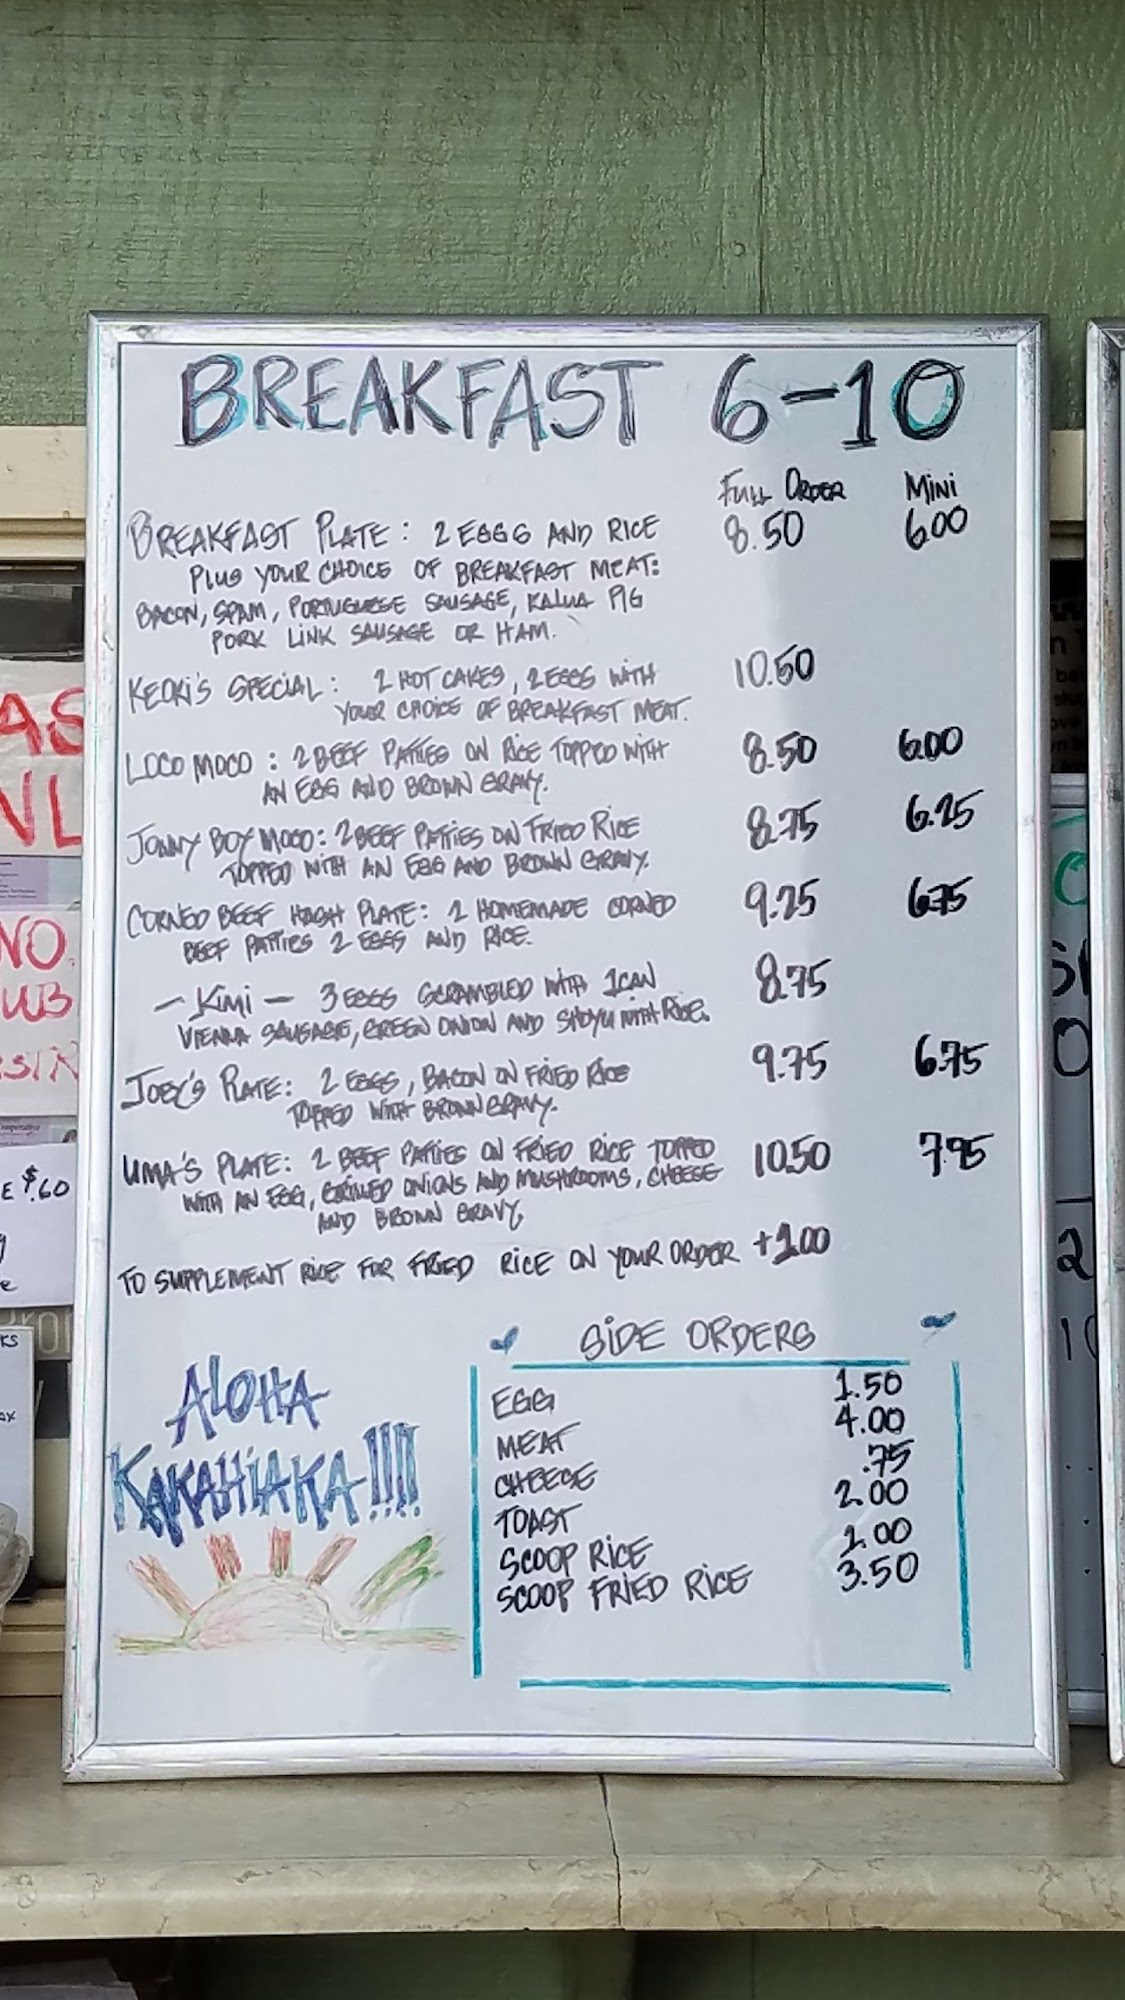 BREAKFAST 6-10
FULL ORDER MINI
BREAKFAST PLATE: 2 EGGS AND RICE 8.50 6.00
PLUS YOUR CHOICE OF BREAKFAST MEAT:
BACON, SPAM, PORTUGUESE SAUSAGE, KALUA PIG
PORK LINK SAUSAGE OR HAM.
KEOKI'S SPECIAL: 2 HOT CAKES, 2 EGGS WITH 10.50
YOUR CHOICE OF BREAKFAST MEAT.
LOCO MOCO: 2 BEEF PATTIES ON RICE TOPPED WITH 8.50 6.00
AN EGG AND BROWN GRAVY.
JONNY BOY MOCO: 2 BEEF PATTIES ON FRIED RICE 8.75 6.25
TOPPED WITH AN EGG AND BROWN GRAVY.
CORNED BEEF HASH PLATE: 2 HOMEMADE CORNED 9.25 6.75
BEEF PATTIES 2 EGGS AND RICE.
- KIMI - 3 EGGS SCRAMBLED WITH 1 CAN 8.75
VIENNA SAUSAGE, GREEN ONION AND SHOYU WITH RICE.
JOEY'S PLATE: 2 EGGS, BACON ON FRIED RICE 9.75 6.75
TOPPED WITH BROWN GRAVY.
UMA'S PLATE: 2 BEEF PATTIES ON FRIED RICE TOPPED 10.50
WITH AN EGG, GRILLED ONIONS AND MUSHROOMS, CHEESE
AND BROWN GRAVY
TO SUPPLEMENT RICE FOR FRIED RICE ON YOUR ORDER +1.00
ALOHA
KAKAHIAKA!!!!
SIDE ORDERS
EGG 1.50
MEAT 4.00
CHEESE .75
TOAST 2.00
SCOOP RICE 1.00
SCOOP FRIED RICE 3.50
AS
NL
NO
UB
E $.60